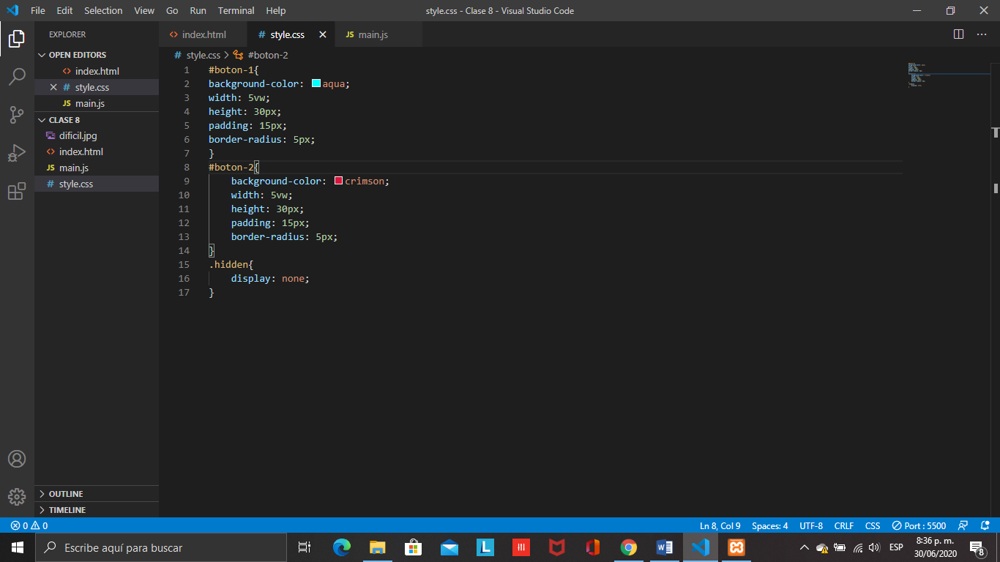 File Edit Selection View Go Run Terminal Help
style.css - Clase 8 - Visual Studio Code
EXPLORER
OPEN EDITORS
index.html
# style.css
JS main.js
CLASE 8
dificil.jpg
index.html
JS main.js
# style.css
OUTLINE
TIMELINE
index.html
# style.css
JS main.js
# style.css > #boton-2
1 #boton-1{
2 background-color: aqua;
3 width: 5vw;
4 height: 30px;
5 padding: 15px;
6 border-radius: 5px;
7 }
8 #boton-2{
9 background-color: crimson;
10 width: 5vw;
11 height: 30px;
12 padding: 15px;
13 border-radius: 5px;
14 }
15 .hidden{
16 display: none;
17 }
0 0
Ln 8, Col 9 Spaces: 4 UTF-8 CRLF CSS Port : 5500
Escribe aquí para buscar
L
W
ESP
8:36 p. m.
30/06/2020
8